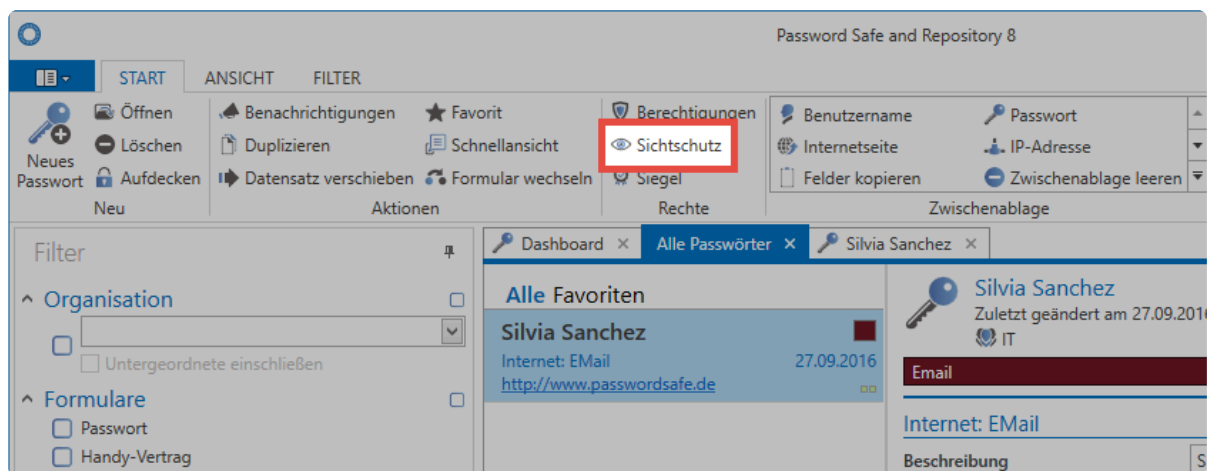 Password Safe and Repository 8
START ANSICHT FILTER
Neues Passwort
Öffnen
Löschen
Aufdecken
Neu
Benachrichtigungen
Duplizieren
Datensatz verschieben
Favorit
Schnellansicht
Formular wechseln
Aktionen
Berechtigungen
Sichtschutz
Siegel
Rechte
Benutzername
Internetseite
Felder kopieren
Passwort
IP-Adresse
Zwischenablage leeren
Zwischenablage
Filter
Organisation
Untergeordnete einschließen
Formulare
Passwort
Handy-Vertrag
Dashboard Alle Passwörter Silvia Sanchez
Alle Favoriten
Silvia Sanchez
Internet: EMail 27.09.2016
http://www.passwordsafe.de
Silvia Sanchez
Zuletzt geändert am 27.09.2016
IT
Email
Internet: EMail
Beschreibung S